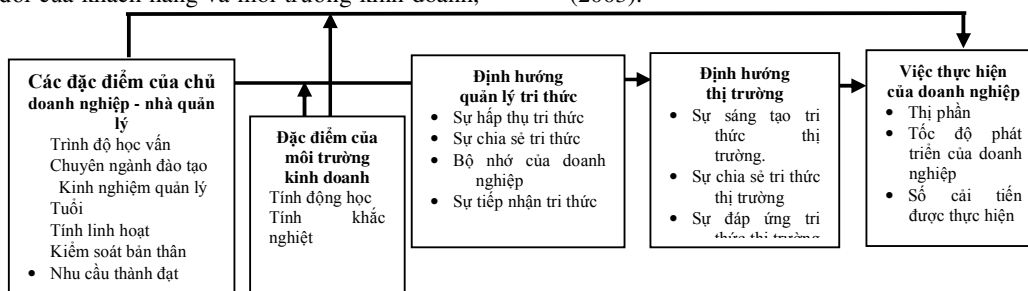 đổi của khách hàng và môi trường kinh doanh,
(2005).
Các đặc điểm của chủ
doanh nghiệp - nhà quản
lý
Trình độ học vấn
Chuyên ngành đào tạo
Kinh nghiệm quản lý
Tuổi
Tính linh hoạt
Kiểm soát bản thân
• Nhu cầu thành đạt
Đặc điểm của
môi trường
kinh doanh
Tính động học
Tính khắc
nghiệt
Định hướng
quản lý tri thức
• Sự hấp thụ tri thức
• Sự chia sẻ tri thức
• Bộ nhớ của doanh
nghiệp
• Sự tiếp nhận tri thức
Định hướng
thị trường
• Sự sáng tạo tri
thức thị
trường.
• Sự chia sẻ tri thức
thị trường
• Sự đáp ứng tri
thức thị trường
Việc thực hiện
của doanh nghiệp
• Thị phần
• Tốc độ phát
triển của doanh
nghiệp
• Số cải tiến
được thực hiện